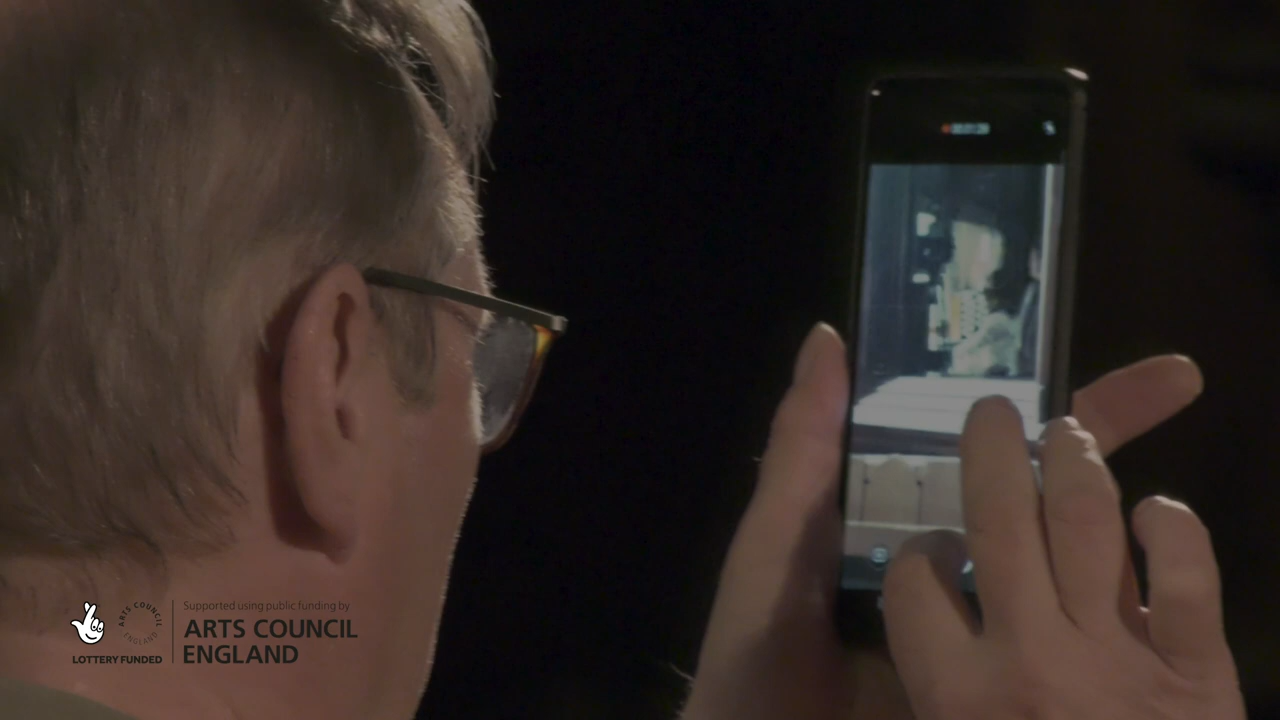 Supported using public funding by
ARTS COUNCIL
ENGLAND
ARTS COUNCIL
ENGLAND
LOTTERY FUNDED